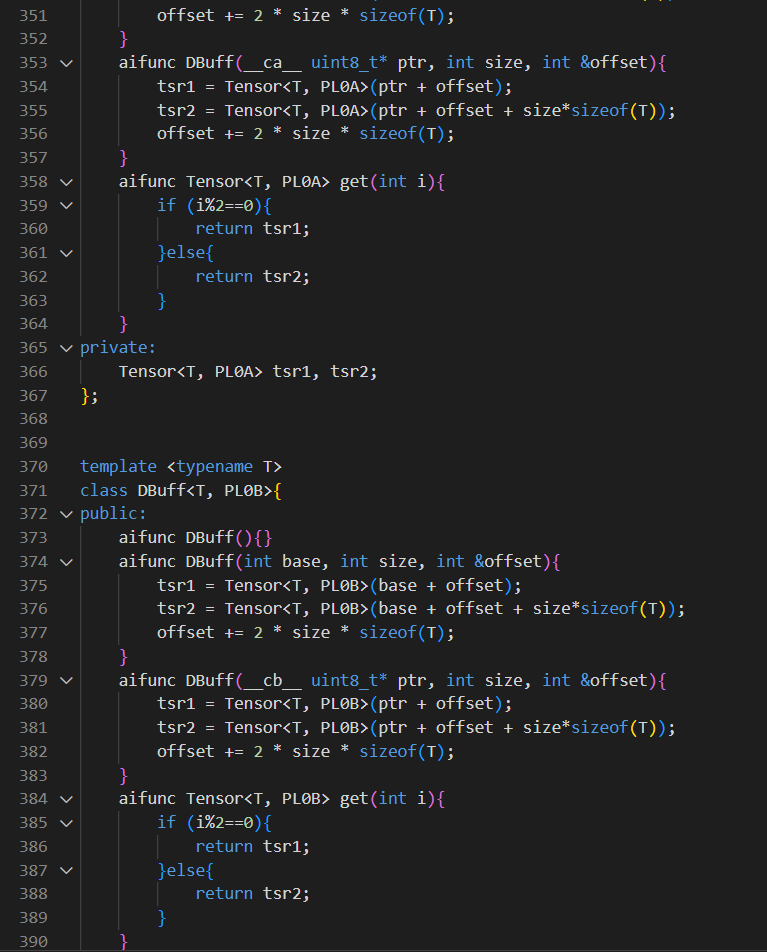 351         offset += 2 * size * sizeof(T);
352     }
353     aifunc DBuff(__ca__ uint8_t* ptr, int size, int &offset){
354         tsr1 = Tensor<T, PL0A>(ptr + offset);
355         tsr2 = Tensor<T, PL0A>(ptr + offset + size*sizeof(T));
356         offset += 2 * size * sizeof(T);
357     }
358     aifunc Tensor<T, PL0A> get(int i){
359         if (i%2==0){
360             return tsr1;
361         }else{
362             return tsr2;
363         }
364     }
365 private:
366     Tensor<T, PL0A> tsr1, tsr2;
367 };
368
369
370 template <typename T>
371 class DBuff<T, PL0B>{
372 public:
373     aifunc DBuff(){}
374     aifunc DBuff(int base, int size, int &offset){
375         tsr1 = Tensor<T, PL0B>(base + offset);
376         tsr2 = Tensor<T, PL0B>(base + offset + size*sizeof(T));
377         offset += 2 * size * sizeof(T);
378     }
379     aifunc DBuff(__cb__ uint8_t* ptr, int size, int &offset){
380         tsr1 = Tensor<T, PL0B>(ptr + offset);
381         tsr2 = Tensor<T, PL0B>(ptr + offset + size*sizeof(T));
382         offset += 2 * size * sizeof(T);
383     }
384     aifunc Tensor<T, PL0B> get(int i){
385         if (i%2==0){
386             return tsr1;
387         }else{
388             return tsr2;
389         }
390     }